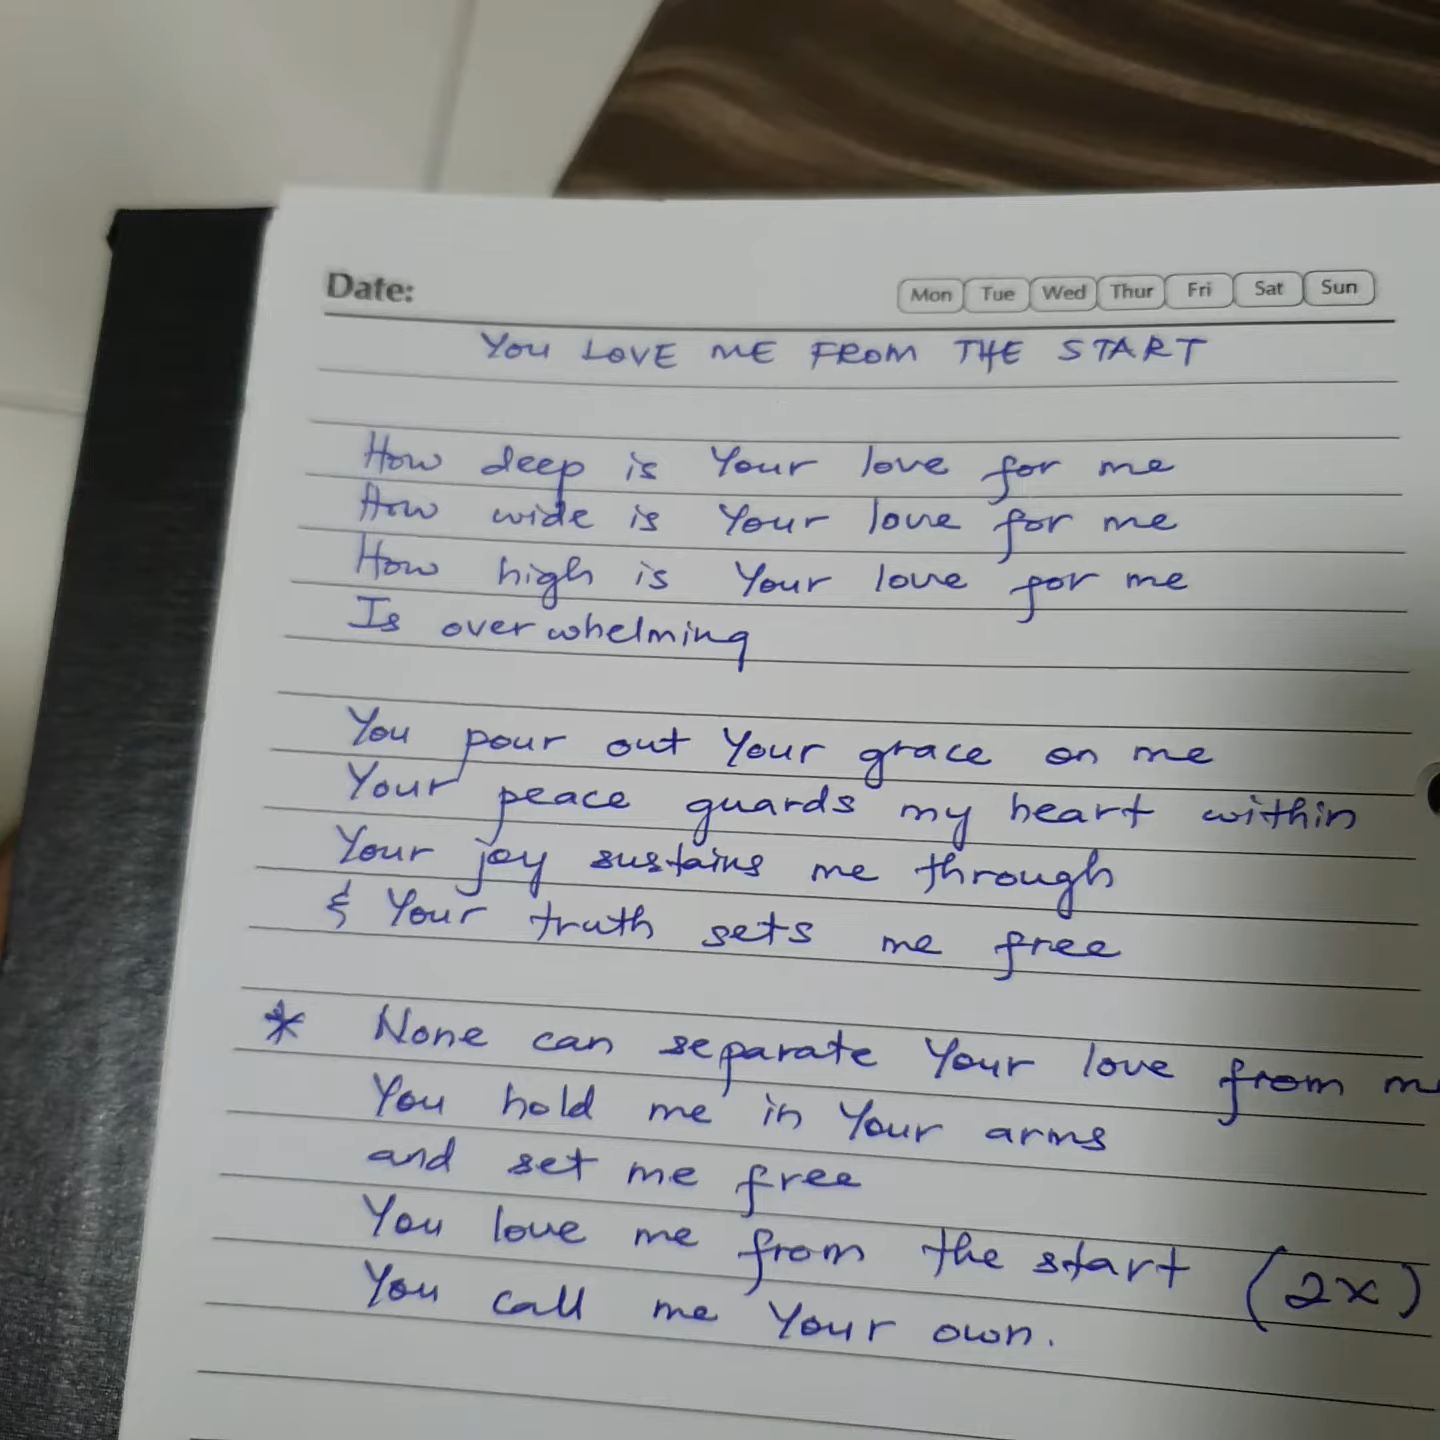 Date:
Mon Tue Wed Thur Fri Sat Sun
YOU LOVE ME FROM THE START
How deep is Your love for me
How wide is Your love for me
How high is Your love for me
Is overwhelming
You pour out Your grace on me
Your peace guards my heart within
Your joy sustains me through
& Your truth sets me free
* None can separate Your love from
You hold me in Your arms
and set me free
You love me from the start (2x)
You call me Your own.